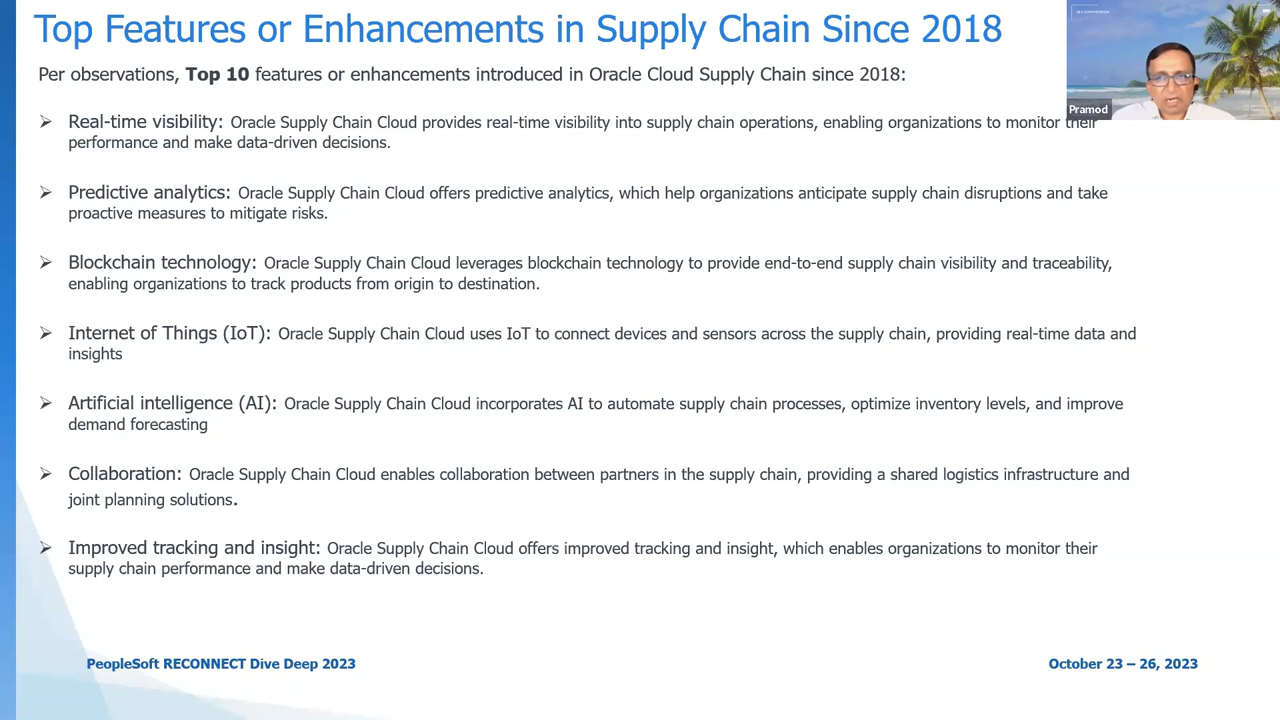 Top Features or Enhancements in Supply Chain Since 2018
Per observations, Top 10 features or enhancements introduced in Oracle Cloud Supply Chain since 2018:
Pramod
➢ Real-time visibility: Oracle Supply Chain Cloud provides real-time visibility into supply chain operations, enabling organizations to monitor their
performance and make data-driven decisions.
➢ Predictive analytics: Oracle Supply Chain Cloud offers predictive analytics, which help organizations anticipate supply chain disruptions and take
proactive measures to mitigate risks.
➢ Blockchain technology: Oracle Supply Chain Cloud leverages blockchain technology to provide end-to-end supply chain visibility and traceability,
enabling organizations to track products from origin to destination.
➢ Internet of Things (IoT): Oracle Supply Chain Cloud uses IoT to connect devices and sensors across the supply chain, providing real-time data and
insights
➢ Artificial intelligence (AI): Oracle Supply Chain Cloud incorporates AI to automate supply chain processes, optimize inventory levels, and improve
demand forecasting
➢ Collaboration: Oracle Supply Chain Cloud enables collaboration between partners in the supply chain, providing a shared logistics infrastructure and
joint planning solutions.
➢ Improved tracking and insight: Oracle Supply Chain Cloud offers improved tracking and insight, which enables organizations to monitor their
supply chain performance and make data-driven decisions.
PeopleSoft RECONNECT Dive Deep 2023
October 23 – 26, 2023